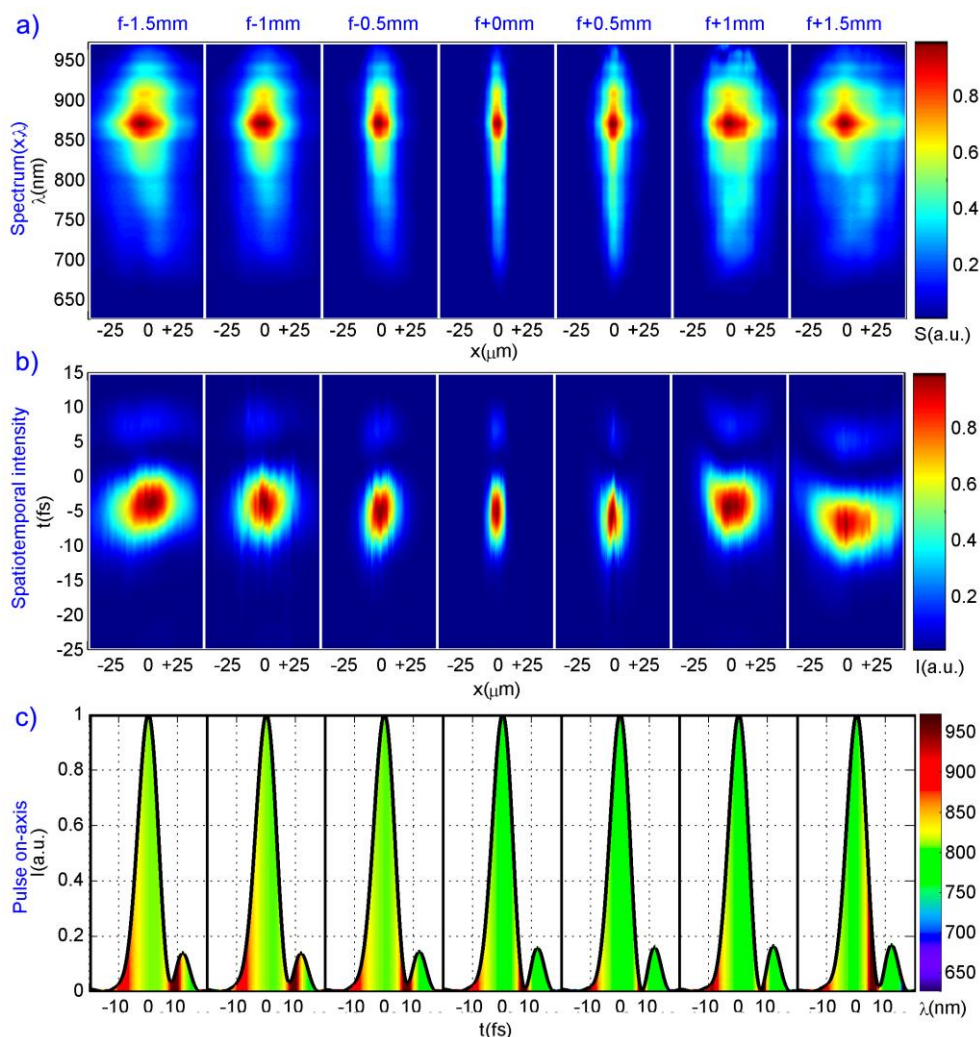 a)
f-1.5mm f-1mm f-0.5mm f+0mm f+0.5mm f+1mm f+1.5mm
Spectrum(x,λ)
λ(nm)
950
900
850
800
750
700
650
-25 0 +25 -25 0 +25 -25 0 +25 -25 0 +25 -25 0 +25 -25 0 +25 -25 0 +25
x(μm)
0.8
0.6
0.4
0.2
S(a.u.)
b)
Spatiotemporal intensity
t(fs)
15
10
5
0
-5
-10
-15
-20
-25
-25 0 +25 -25 0 +25 -25 0 +25 -25 0 +25 -25 0 +25 -25 0 +25 -25 0 +25
x(μm)
0.8
0.6
0.4
0.2
I(a.u.)
c)
Pulse on-axis
I(a.u.)
1
0.8
0.6
0.4
0.2
0
-10 0 10 -10 0 10 -10 0 10 -10 0 10 -10 0 10 -10 0 10 -10 0 10
t(fs)
950
900
850
800
750
700
650
λ(nm)